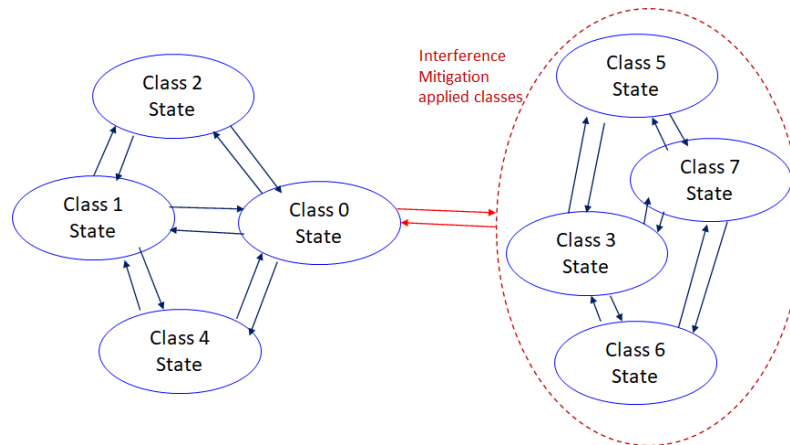 Class 2
State
Class 1
State
Class 0
State
Class 4
State
Interference
Mitigation
applied classes
Class 5
State
Class 7
State
Class 3
State
Class 6
State